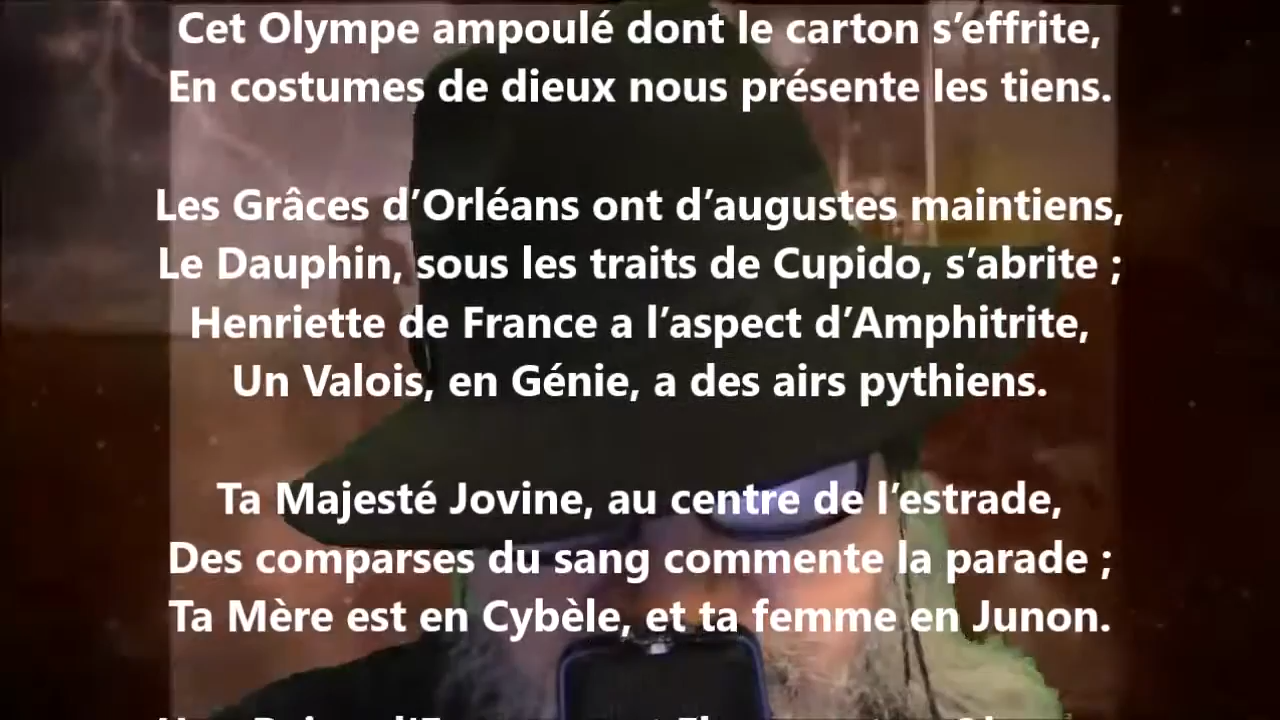 Cet Olympe ampoulé dont le carton s’effrite,
En costumes de dieux nous présente les tiens.
Les Grâces d’Orléans ont d’augustes maintiens,
Le Dauphin, sous les traits de Cupido, s’abrite ;
Henriette de France a l’aspect d’Amphitrite,
Un Valois, en Génie, a des airs pythiens.
Ta Majesté Jovine, au centre de l’estrade,
Des comparses du sang commente la parade ;
Ta Mère est en Cybèle, et ta femme en Junon.